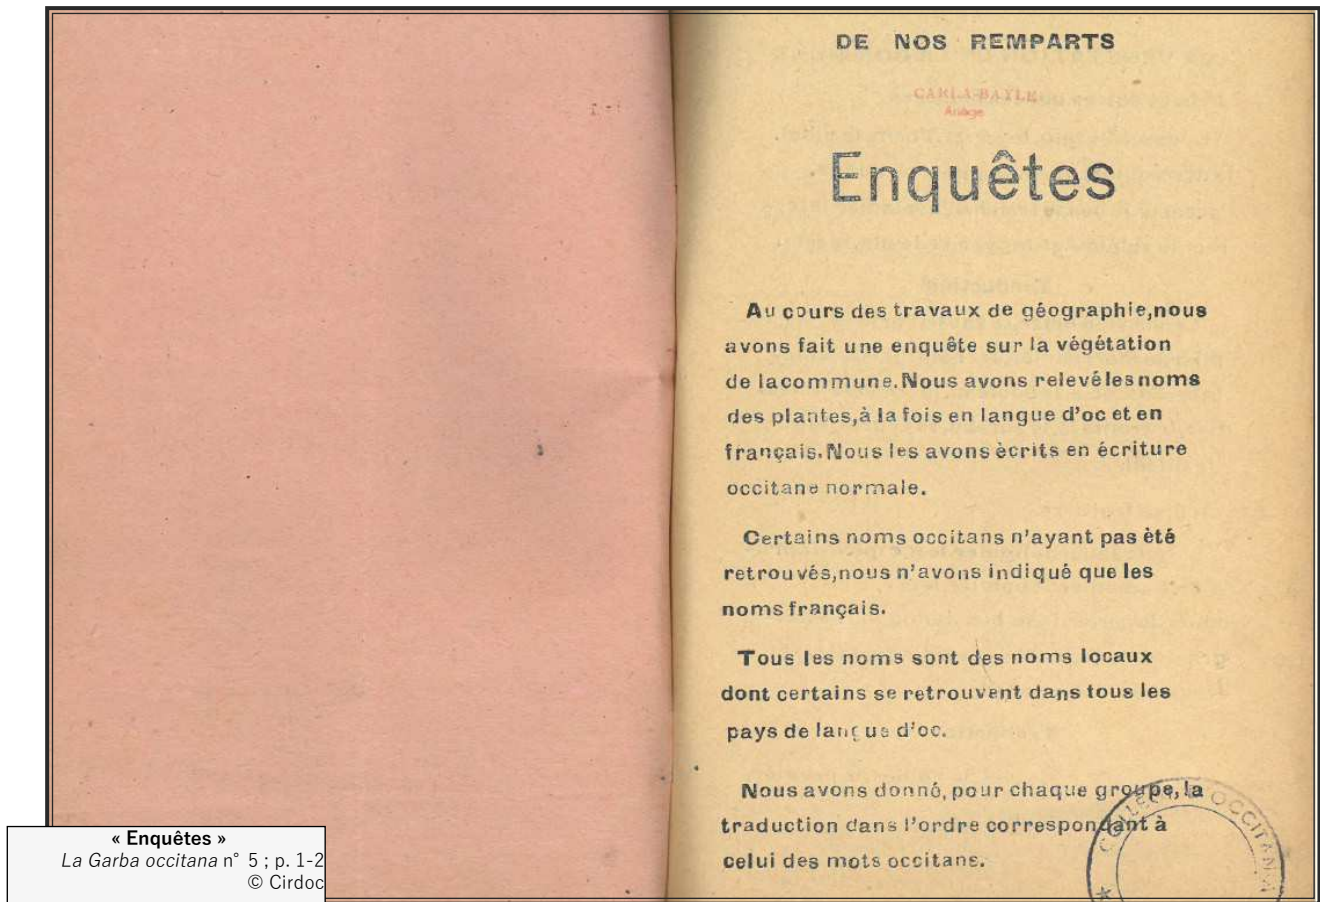 DE NOS REMPARTS
CARLA-BAYLE
Ariège
Enquêtes
Au cours des travaux de géographie,nous
avons fait une enquête sur la végétation
de lacommune.Nous avons relevélesnoms
des plantes,à la fois en langue d'oc et en
français.Nous les avons ècrits en écriture
occitane normale.
Certains noms occitans n'ayant pas èté
retrouvés,nous n'avons indiqué que les
noms français.
Tous les noms sont des noms locaux
dont certains se retrouvent dans tous les
pays de langue d'oc.
Nous avons donné, pour chaque groupe, la
traduction dans l'ordre correspondant à
celui des mots occitans.
COLLECTI OCCITANIA
« Enquêtes »
La Garba occitana n° 5 ; p. 1-2
© Cirdoc